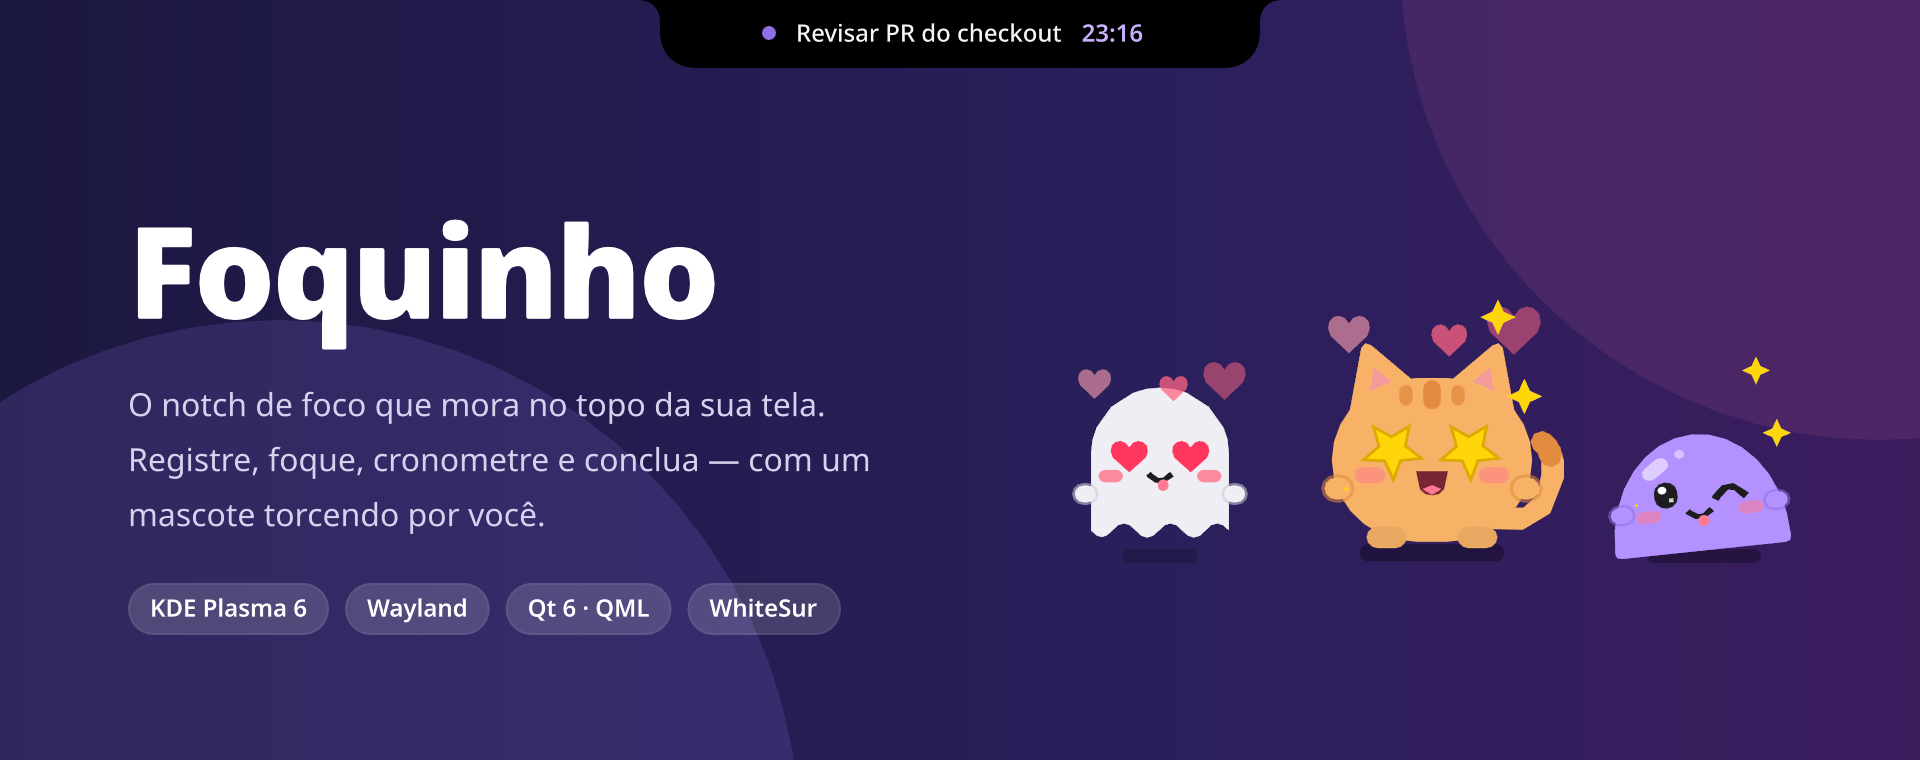 Revisar PR do checkout 23:16
Foquinho
O notch de foco que mora no topo da sua tela.
Registre, foque, cronometre e conclua — com um
mascote torcendo por você.
KDE Plasma 6 Wayland Qt 6 · QML WhiteSur